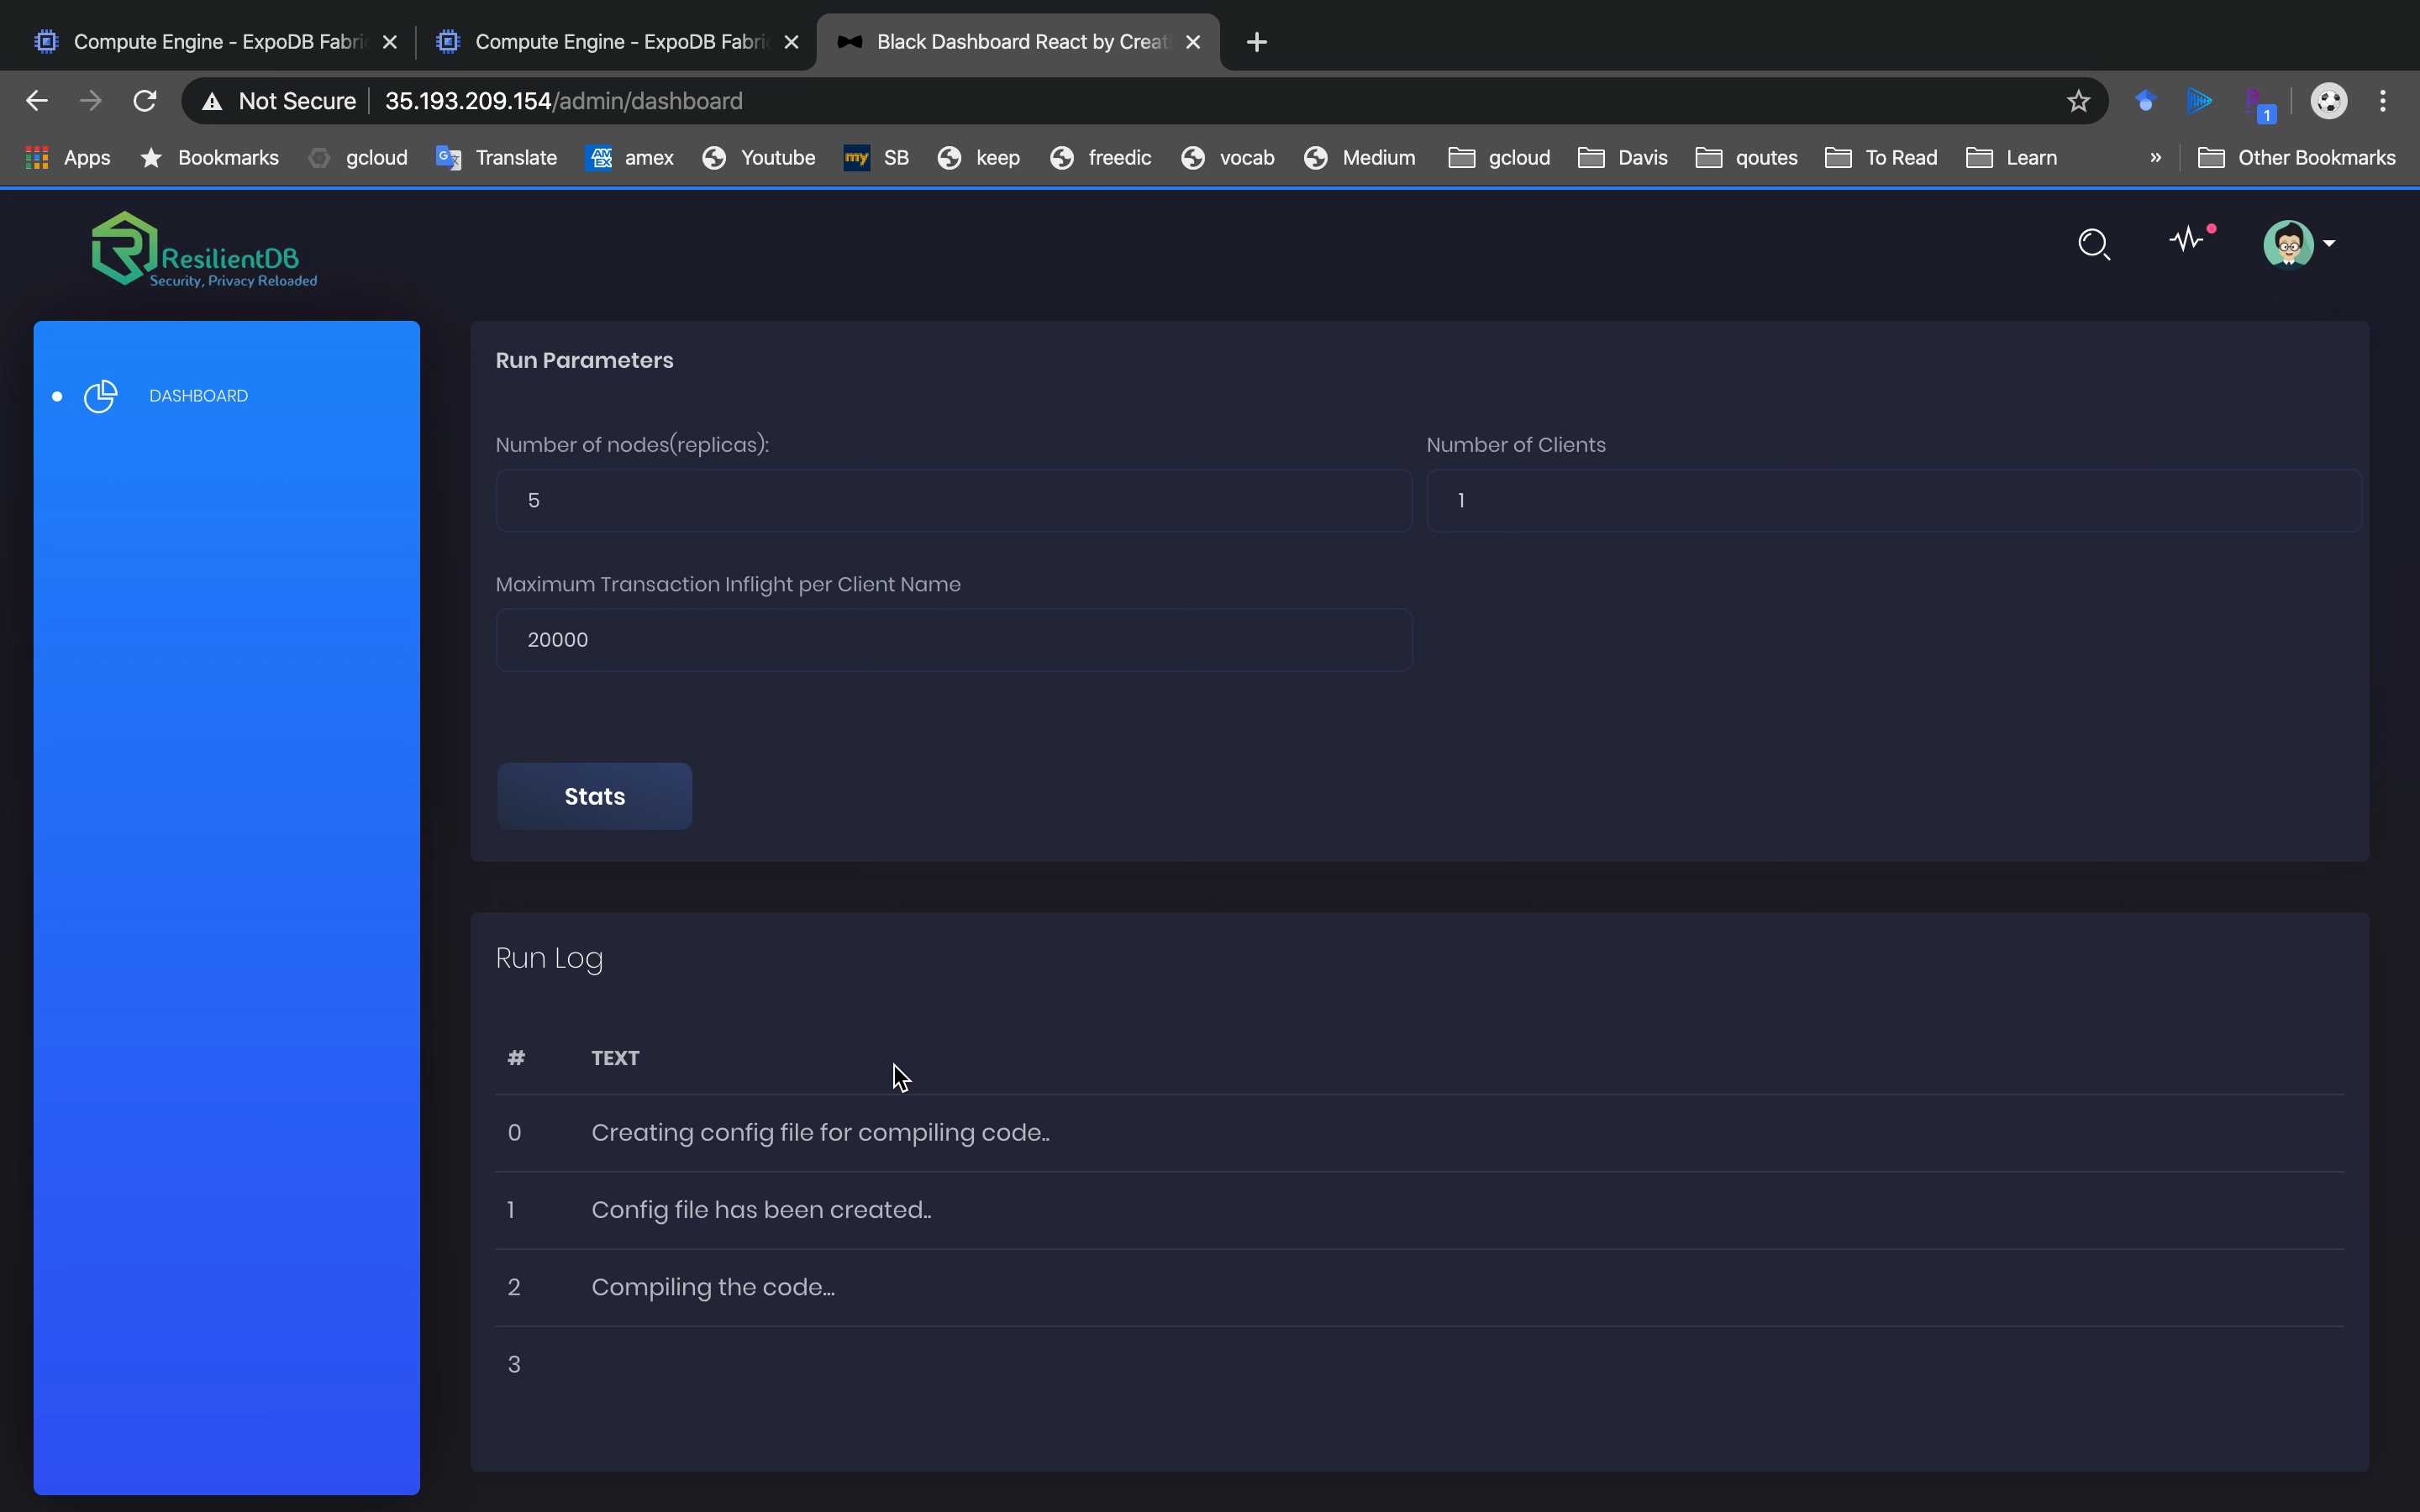 Compute Engine - ExpoDB Fabri
Compute Engine - ExpoDB Fabri
Black Dashboard React by Creati
Not Secure 35.193.209.154/admin/dashboard
1
Apps Bookmarks gcloud Translate amex Youtube my SB keep freedic vocab Medium gcloud Davis qoutes To Read Learn » Other Bookmarks
ResilientDB
Security, Privacy Reloaded
DASHBOARD
Run Parameters
Number of nodes(replicas): Number of Clients
5 1
Maximum Transaction Inflight per Client Name
20000
Stats
Run Log
# TEXT
0 Creating config file for compiling code..
1 Config file has been created..
2 Compiling the code...
3